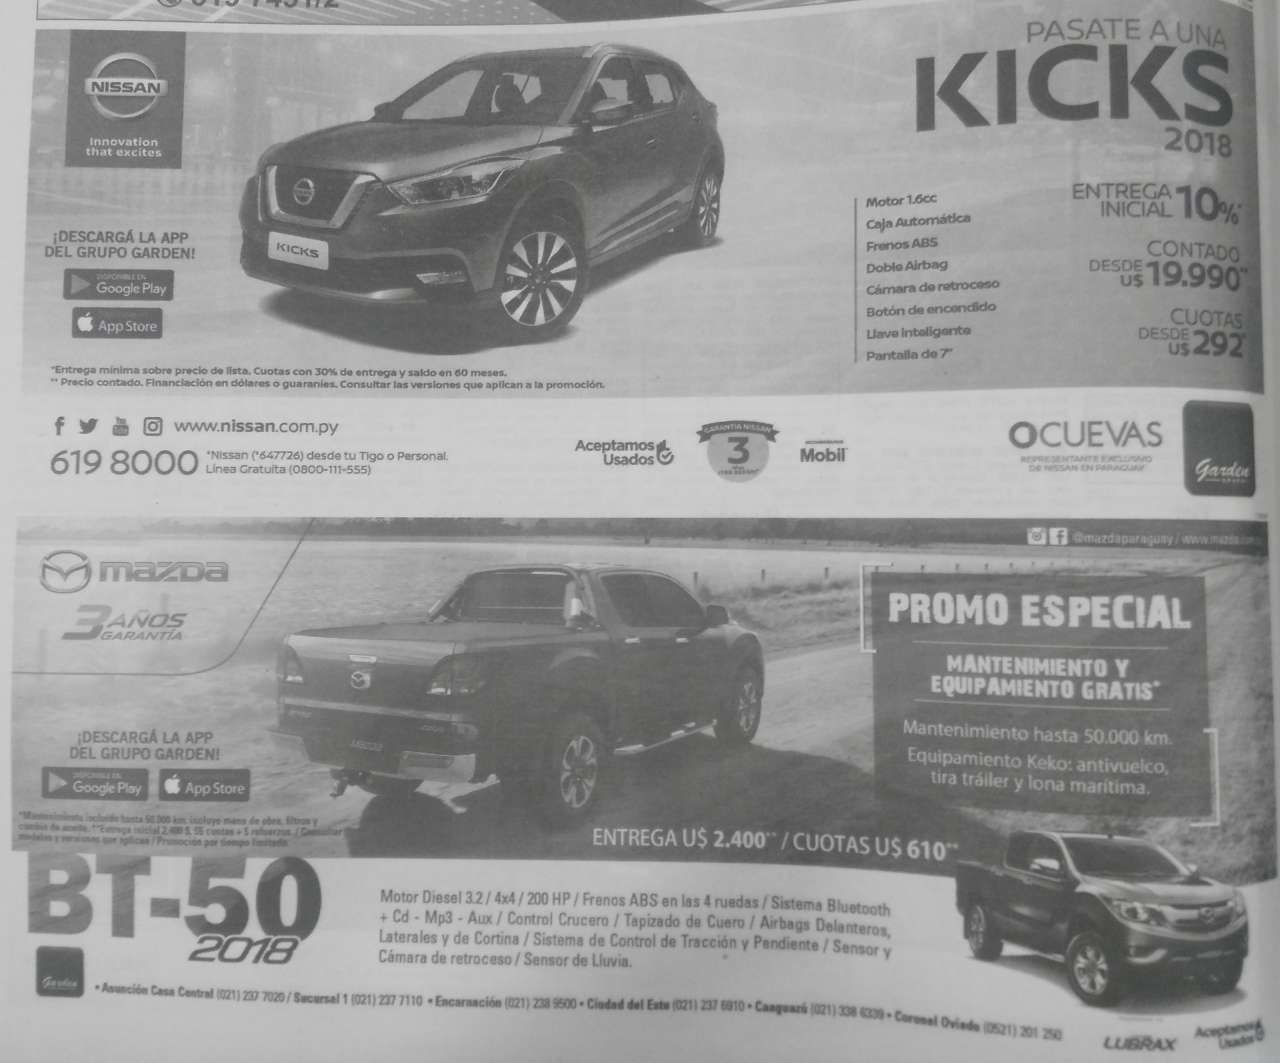 NISSAN
Innovation
that excites
PASATE A UNA
KICKS
2018
KICKS
¡DESCARGÁ LA APP
DEL GRUPO GARDEN!
DISPONIBLE EN
Google Play
App Store
Motor 1.6cc
Caja Automática
Frenos ABS
Doble Airbag
Cámara de retroceso
Botón de encendido
Llave inteligente
Pantalla de 7"
ENTREGA
INICIAL 10%*
CONTADO
DESDE
U$ 19.990**
CUOTAS
DESDE
U$ 292*
*Entrega mínima sobre precio de lista. Cuotas con 30% de entrega y saldo en 60 meses.
** Precio contado. Financiación en dólares o guaraníes. Consultar las versiones que aplican a la promoción.
www.nissan.com.py
619 8000
*Nissan (*647726) desde tu Tigo o Personal.
Línea Gratuita (0800-111-555)
Aceptamos
Usados
GARANTIA NISSAN
3
Mobil
CUEVAS
REPRESENTANTE EXCLUSIVO
DE NISSAN EN PARAGUAY
Garden
mazda
3 AÑOS
GARANTÍA
@mazdaparaguay / www.mazda.com
PROMO ESPECIAL
MANTENIMIENTO Y
EQUIPAMIENTO GRATIS*
Mantenimiento hasta 50.000 km.
Equipamiento Keko: antivuelco,
tira tráiler y lona marítima.
¡DESCARGÁ LA APP
DEL GRUPO GARDEN!
DISPONIBLE EN
Google Play
App Store
*Mantenimiento incluido hasta 50.000 km, incluye mano de obra, filtros y
cambio de aceite. **Entrega inicial 2.400 $, 55 cuotas + 5 refuerzos. / Consultar
modelos y versiones que aplican / Promoción por tiempo limitado.
ENTREGA U$ 2.400** / CUOTAS U$ 610**
BT-50
2018
Motor Diesel 3.2 / 4x4 / 200 HP / Frenos ABS en las 4 ruedas / Sistema Bluetooth
+ Cd - Mp3 - Aux / Control Crucero / Tapizado de Cuero / Airbags Delanteros,
Laterales y de Cortina / Sistema de Control de Tracción y Pendiente / Sensor y
Cámara de retroceso / Sensor de Lluvia.
Garden
• Asunción Casa Central (021) 237 7020 / Sucursal 1 (021) 237 7110 • Encarnación (021) 238 9500 • Ciudad del Este (021) 237 6910 • Caaguazú (021) 338 6339 • Coronel Oviedo (0521) 201 250
LUBRAX
Aceptamos
Usados